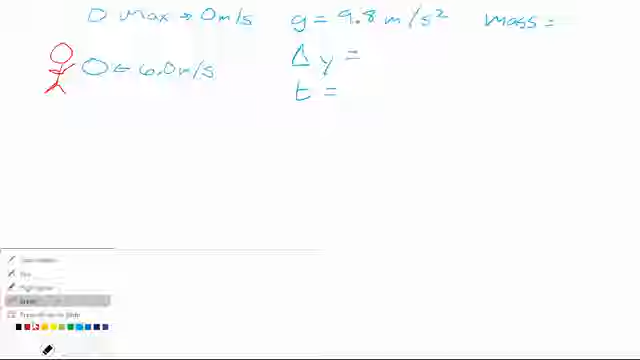 O max → 0m/s g = 9.8 m/s² mass =
O ← 6.0m/s Δy =
t =